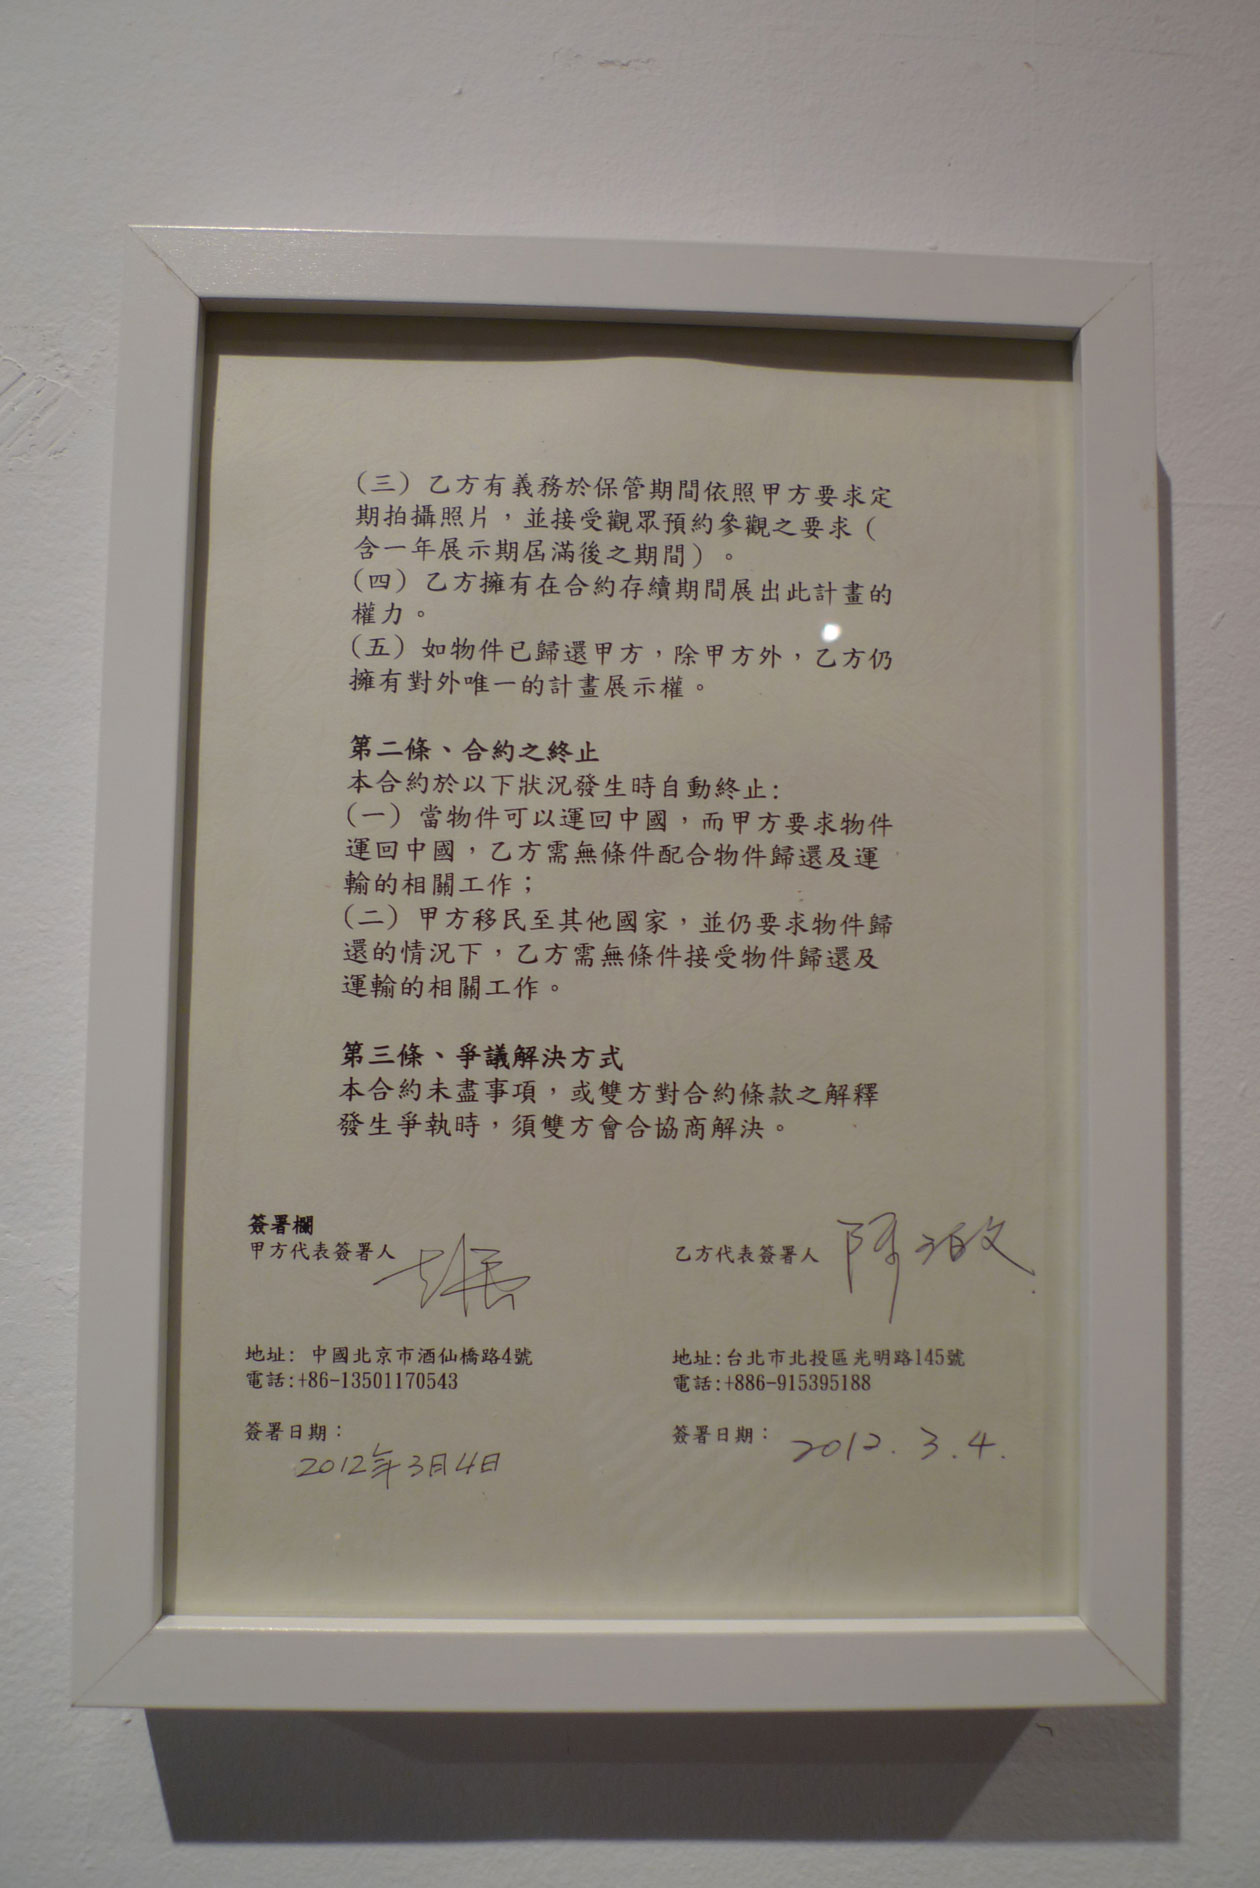 （三）乙方有義務於保管期間依照甲方要求定
期拍攝照片，並接受觀眾預約參觀之要求（
含一年展示期屆滿後之期間）。
（四）乙方擁有在合約存續期間展出此計畫的
權力。
（五）如物件已歸還甲方，除甲方外，乙方仍
擁有對外唯一的計畫展示權。
第二條、合約之終止
本合約於以下狀況發生時自動終止：
（一）當物件可以運回中國，而甲方要求物件
運回中國，乙方需無條件配合物件歸還及運
輸的相關工作；
（二）甲方移民至其他國家，並仍要求物件歸
還的情況下，乙方需無條件接受物件歸還及
運輸的相關工作。
第三條、爭議解決方式
本合約未盡事項，或雙方對合約條款之解釋
發生爭執時，須雙方會合協商解決。
簽署欄
甲方代表簽署人
乙方代表簽署人
地址: 中國北京市酒仙橋路4號
電話:+86-13501170543
地址:台北市北投區光明路145號
電話:+886-915395188
簽署日期：
2012年3月4日
簽署日期：
2012.3.4.